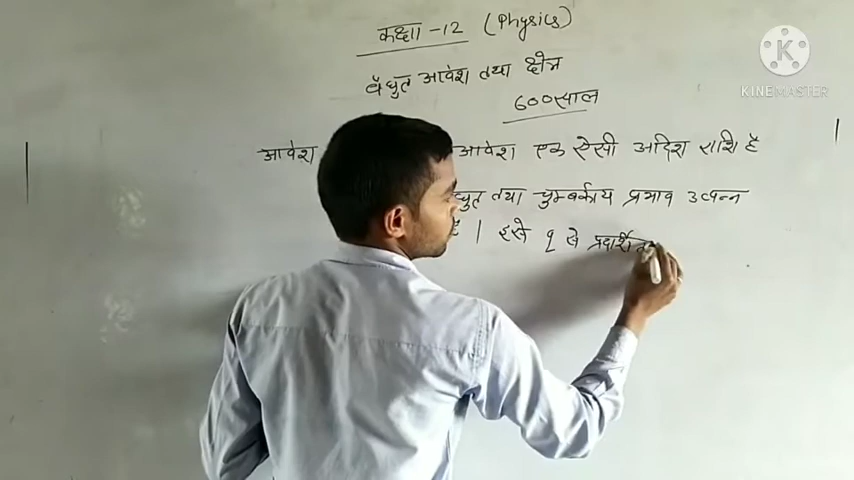 कक्षा -12 (Physics)
वैधुत आवेश तथा क्षेत्र
600साल
आवेश आवेश एक ऐसी अदिश राशि है
धुत तथा चुम्बकीय प्रभाव उत्पन्न
है | इसे q से प्रदर्शित
K
KINEMASTER